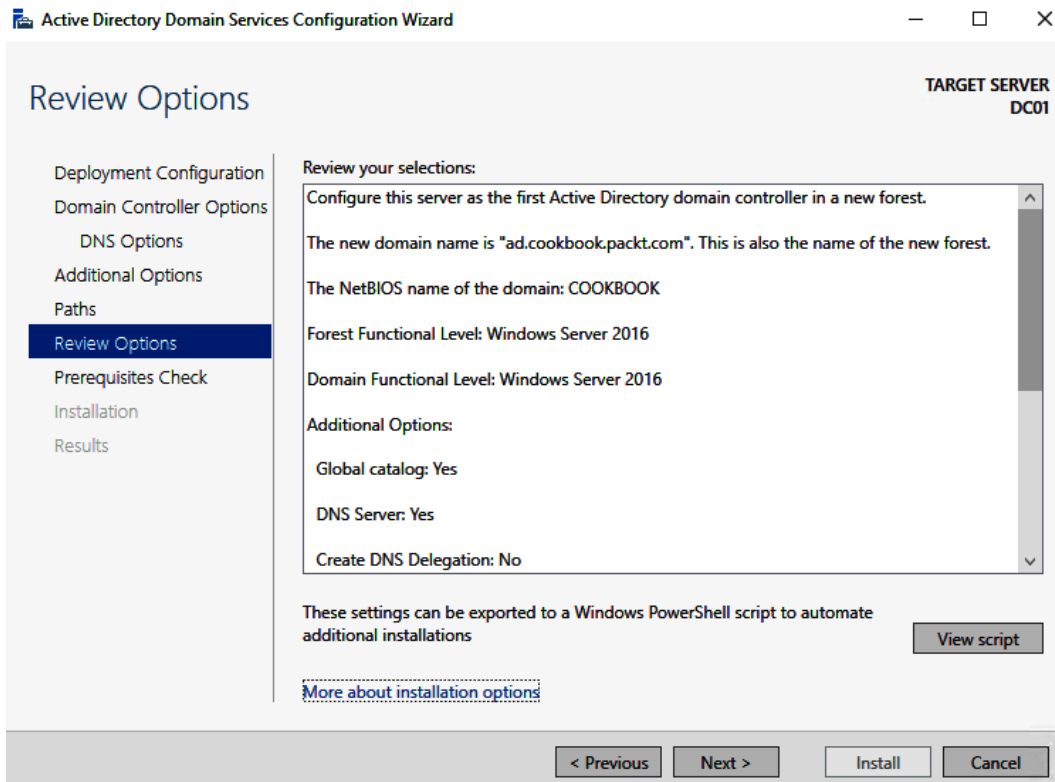 Active Directory Domain Services Configuration Wizard
Review Options
TARGET SERVER
DC01
Deployment Configuration
Domain Controller Options
DNS Options
Additional Options
Paths
Review Options
Prerequisites Check
Installation
Results
Review your selections:
Configure this server as the first Active Directory domain controller in a new forest.
The new domain name is "ad.cookbook.packt.com". This is also the name of the new forest.
The NetBIOS name of the domain: COOKBOOK
Forest Functional Level: Windows Server 2016
Domain Functional Level: Windows Server 2016
Additional Options:
Global catalog: Yes
DNS Server: Yes
Create DNS Delegation: No
These settings can be exported to a Windows PowerShell script to automate
additional installations
View script
More about installation options
< Previous
Next >
Install
Cancel